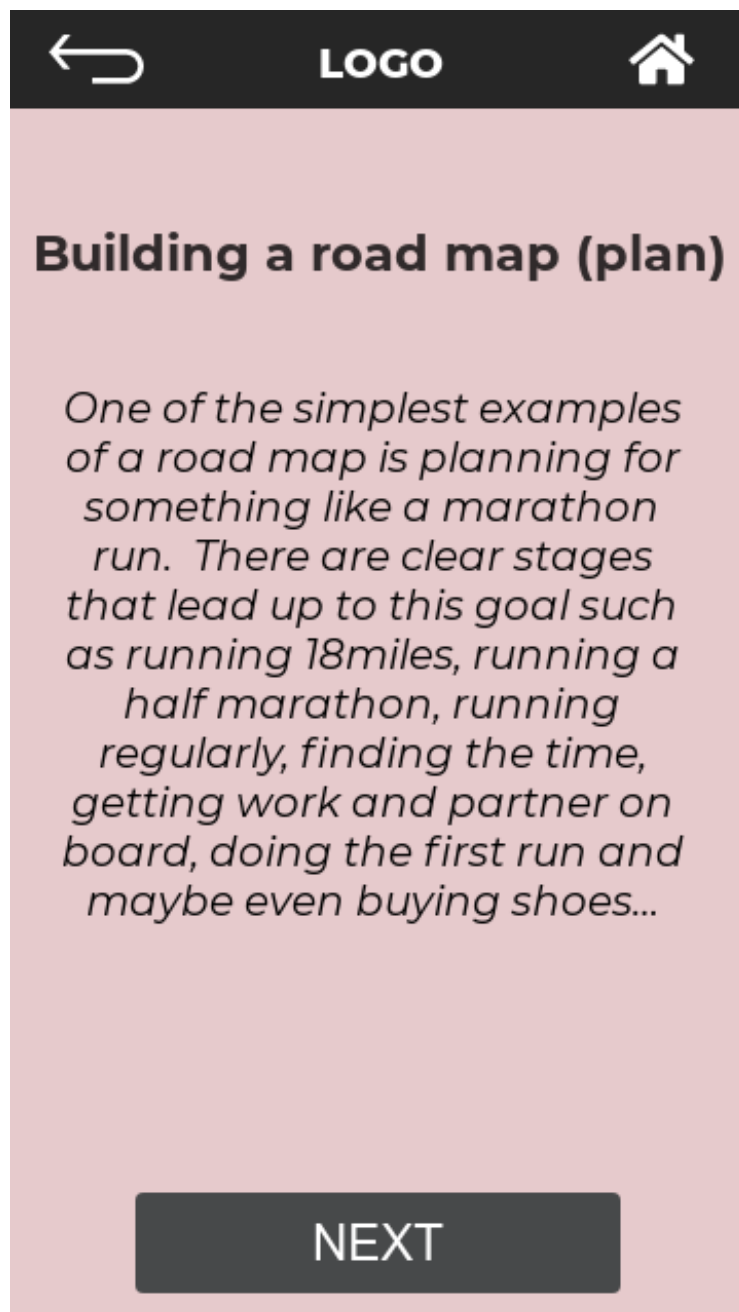 LOGO
Building a road map (plan)
One of the simplest examples
of a road map is planning for
something like a marathon
run.  There are clear stages
that lead up to this goal such
as running 18miles, running a
half marathon, running
regularly, finding the time,
getting work and partner on
board, doing the first run and
maybe even buying shoes...
NEXT